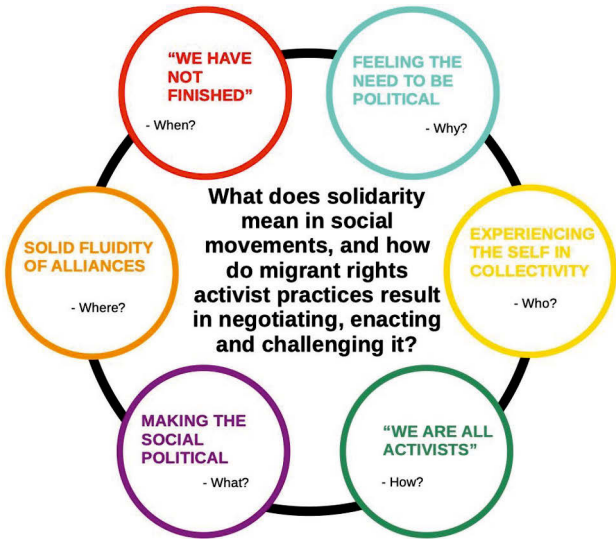 “WE HAVE
NOT
FINISHED”
- When?
FEELING THE
NEED TO BE
POLITICAL
- Why?
What does solidarity
mean in social
movements, and how
do migrant rights
activist practices result
in negotiating, enacting
and challenging it?
SOLID FLUIDITY
OF ALLIANCES
- Where?
EXPERIENCING
THE SELF IN
COLLECTIVITY
- Who?
MAKING THE
SOCIAL
POLITICAL
- What?
“WE ARE ALL
ACTIVISTS”
- How?